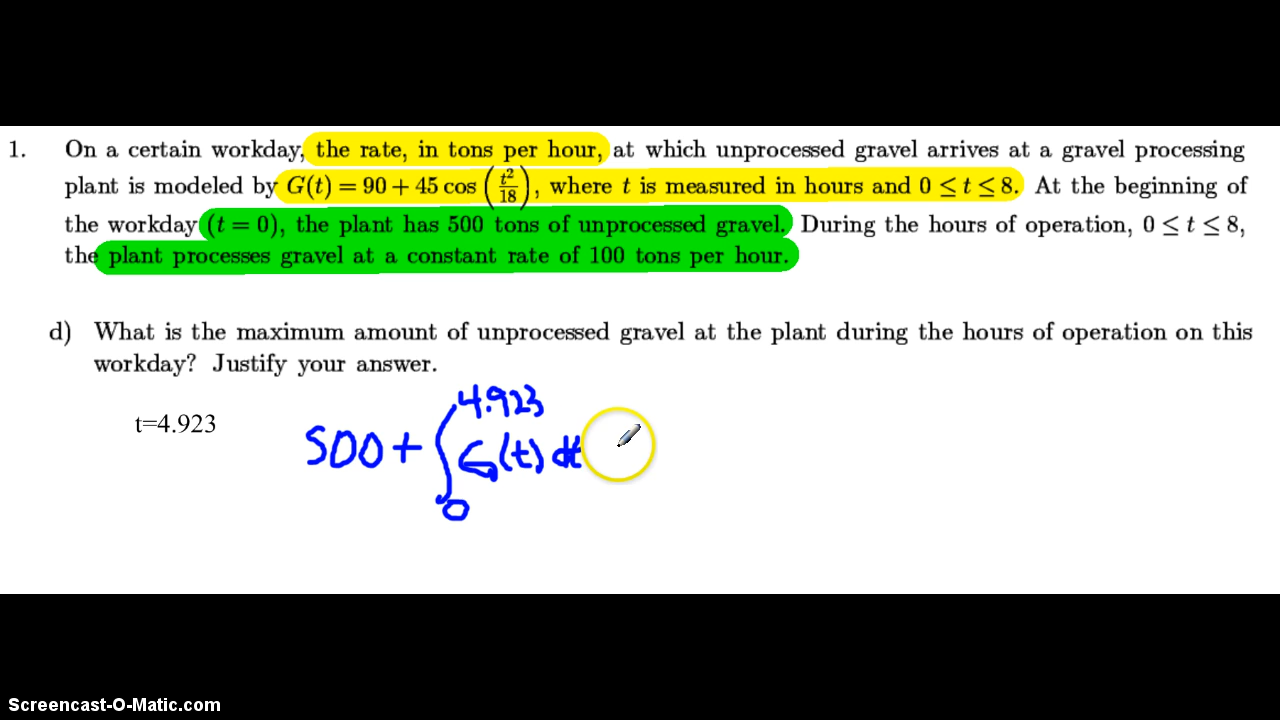 1. On a certain workday, the rate, in tons per hour, at which unprocessed gravel arrives at a gravel processing
plant is modeled by G(t) = 90 + 45 cos (t²/18), where t is measured in hours and 0 ≤ t ≤ 8. At the beginning of
the workday (t = 0), the plant has 500 tons of unprocessed gravel. During the hours of operation, 0 ≤ t ≤ 8,
the plant processes gravel at a constant rate of 100 tons per hour.
d) What is the maximum amount of unprocessed gravel at the plant during the hours of operation on this
workday? Justify your answer.
t=4.923
500 + ∫₀^4.923 G(t) dt
Screencast-O-Matic.com